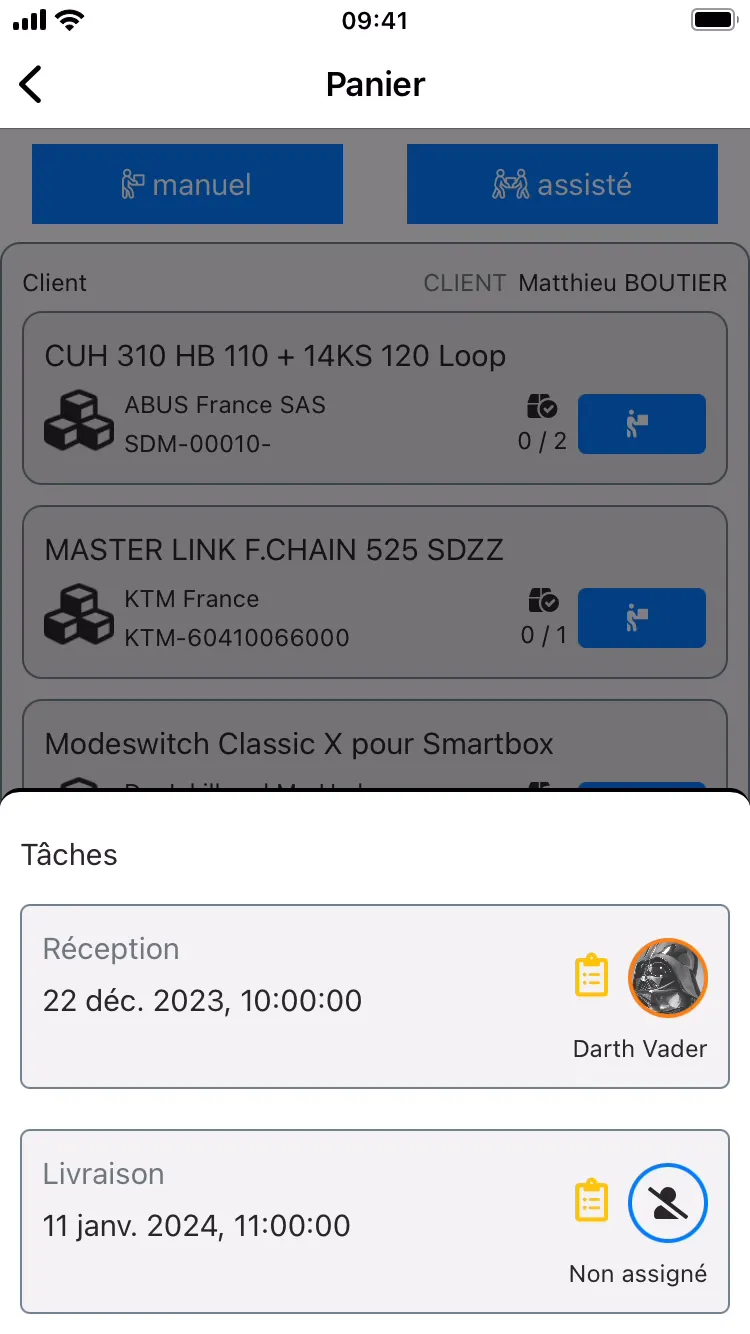 09:41
Panier
manuel
assisté
Client
CLIENT Matthieu BOUTIER
CUH 310 HB 110 + 14KS 120 Loop
ABUS France SAS
SDM-00010-
0 / 2
MASTER LINK F.CHAIN 525 SDZZ
KTM France
KTM-60410066000
0 / 1
Modeswitch Classic X pour Smartbox
Tâches
Réception
22 déc. 2023, 10:00:00
Darth Vader
Livraison
11 janv. 2024, 11:00:00
Non assigné